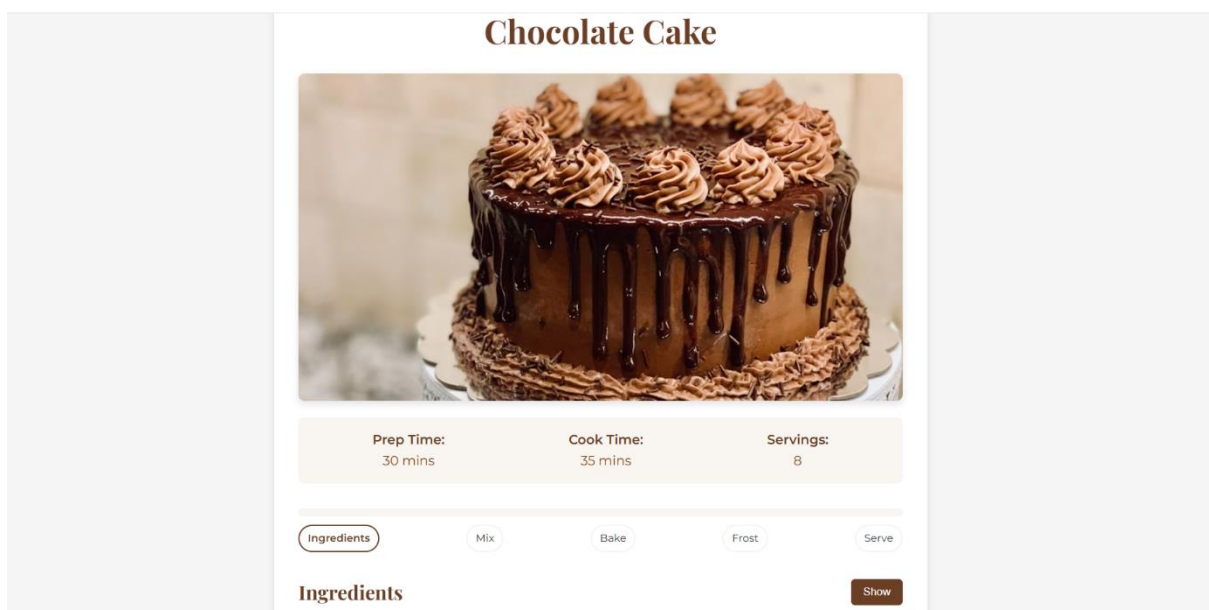 Chocolate Cake
Prep Time: Cook Time: Servings:
30 mins 35 mins 8
Ingredients Mix Bake Frost Serve
Ingredients Show